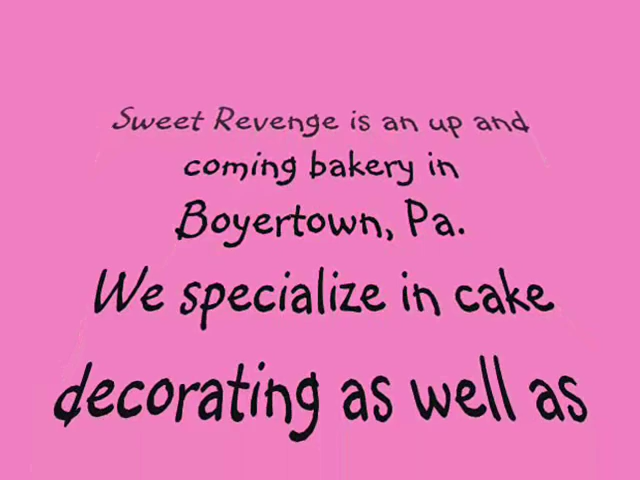 Sweet Revenge is an up and
coming bakery in
Boyertown, Pa.
We specialize in cake
decorating as well as